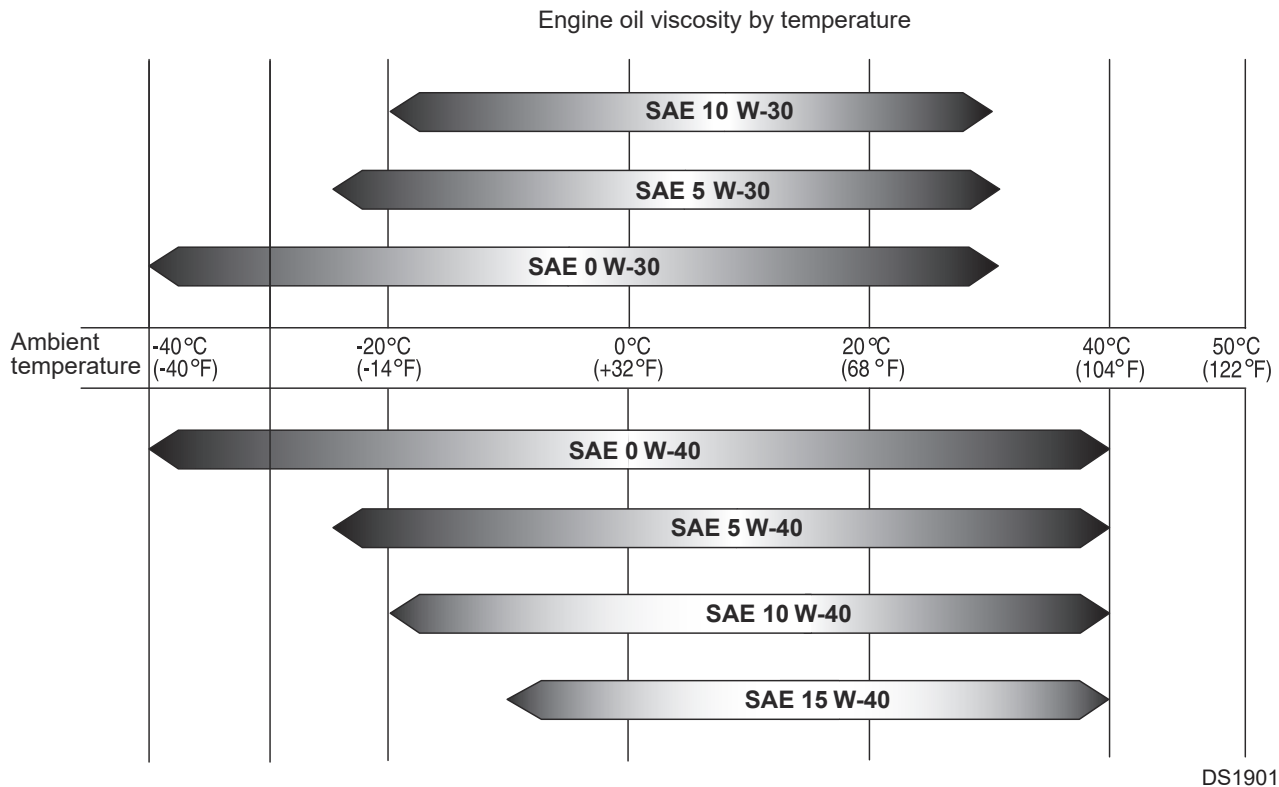 Engine oil viscosity by temperature
SAE 10 W-30
SAE 5 W-30
SAE 0 W-30
Ambient temperature
-40°C
(-40°F)
-20°C
(-14°F)
0°C
(+32°F)
20°C
(68°F)
40°C
(104°F)
50°C
(122°F)
SAE 0 W-40
SAE 5 W-40
SAE 10 W-40
SAE 15 W-40
DS1901